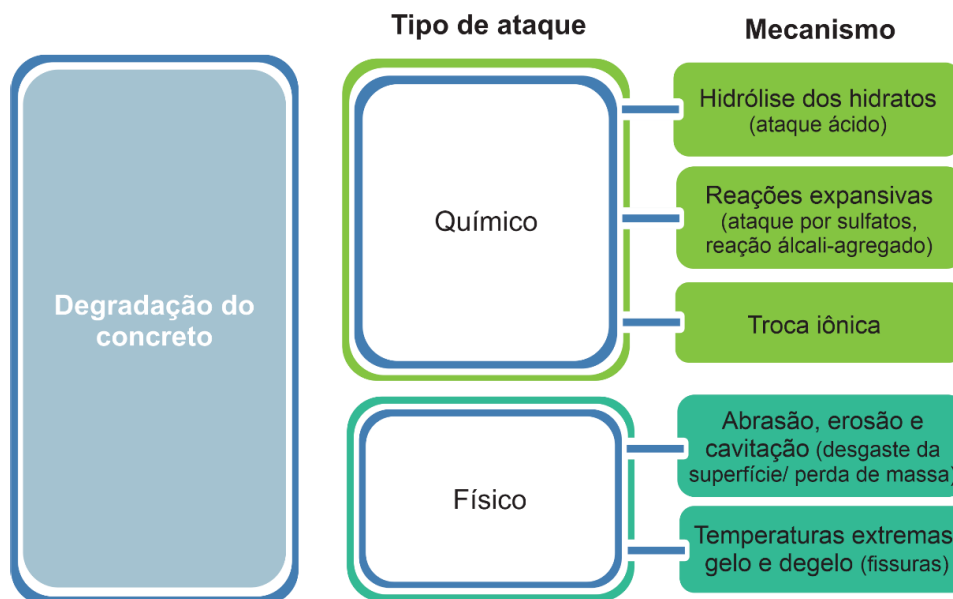 Tipo de ataque
Mecanismo
Degradação do
concreto
Químico
Hidrólise dos hidratos
(ataque ácido)
Reações expansivas
(ataque por sulfatos,
reação álcali-agregado)
Troca iônica
Físico
Abrasão, erosão e
cavitação (desgaste da
superfície/ perda de massa)
Temperaturas extremas
gelo e degelo (fissuras)